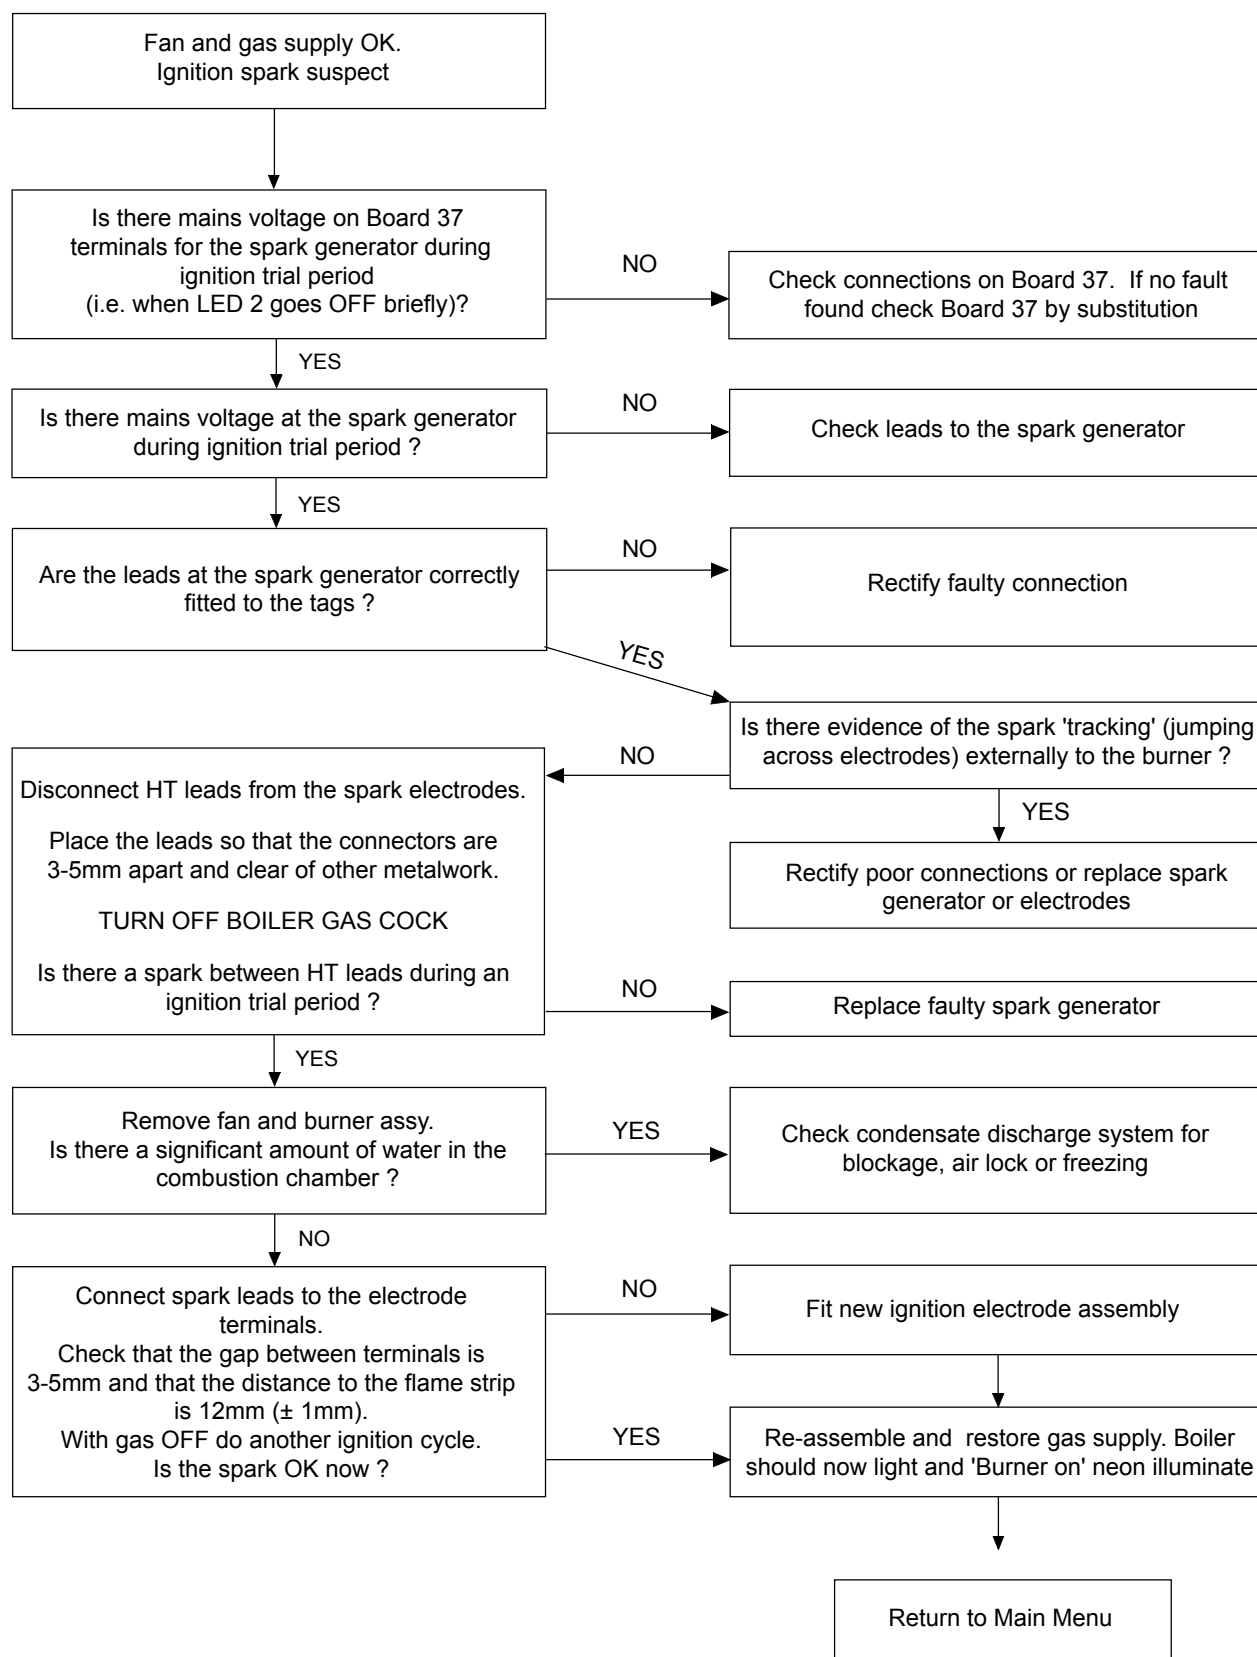 Fan and gas supply OK.
Ignition spark suspect
Is there mains voltage on Board 37
terminals for the spark generator during
ignition trial period
(i.e. when LED 2 goes OFF briefly)?
NO
Check connections on Board 37.  If no fault
found check Board 37 by substitution
YES
Is there mains voltage at the spark generator
during ignition trial period ?
NO
Check leads to the spark generator
YES
Are the leads at the spark generator correctly
fitted to the tags ?
NO
Rectify faulty connection
YES
Is there evidence of the spark 'tracking' (jumping
across electrodes) externally to the burner ?
NO
YES
Rectify poor connections or replace spark
generator or electrodes
Disconnect HT leads from the spark electrodes.
Place the leads so that the connectors are
3-5mm apart and clear of other metalwork.
TURN OFF BOILER GAS COCK
Is there a spark between HT leads during an
ignition trial period ?
NO
Replace faulty spark generator
YES
Remove fan and burner assy.
Is there a significant amount of water in the
combustion chamber ?
YES
Check condensate discharge system for
blockage, air lock or freezing
NO
Connect spark leads to the electrode
terminals.
Check that the gap between terminals is
3-5mm and that the distance to the flame strip
is 12mm (± 1mm).
With gas OFF do another ignition cycle.
Is the spark OK now ?
NO
Fit new ignition electrode assembly
YES
Re-assemble and  restore gas supply. Boiler
should now light and 'Burner on' neon illuminate
Return to Main Menu